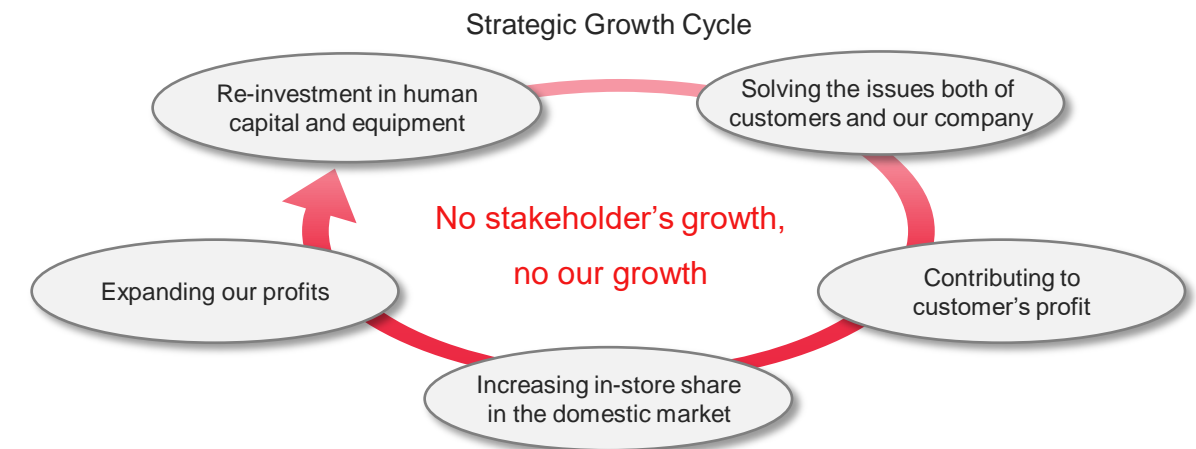 Strategic Growth Cycle
Re-investment in human
capital and equipment
Solving the issues both of
customers and our company
No stakeholder’s growth,
no our growth
Expanding our profits
Contributing to
customer’s profit
Increasing in-store share
in the domestic market